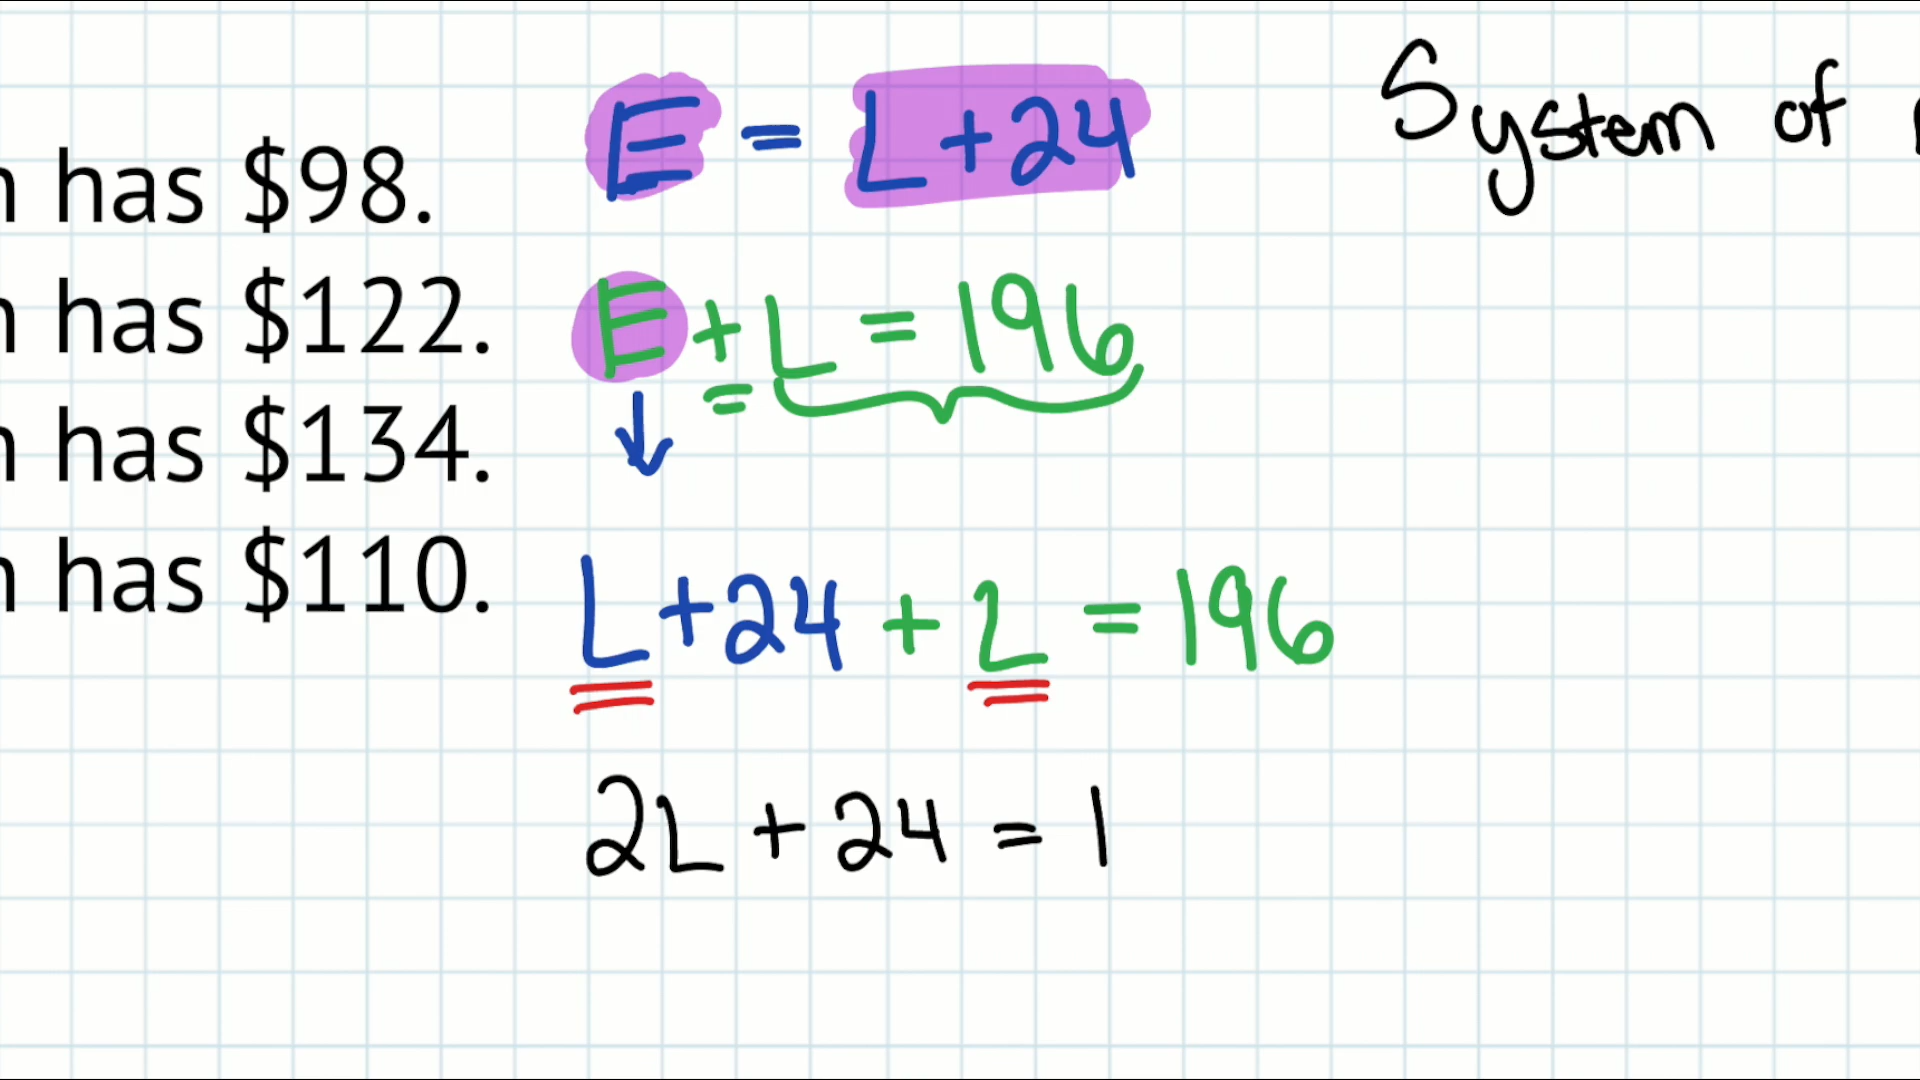 E = L + 24
System of
n has $98.
n has $122.
E + L = 196
n has $134.
n has $110.
L + 24 + L = 196
2L + 24 = 1